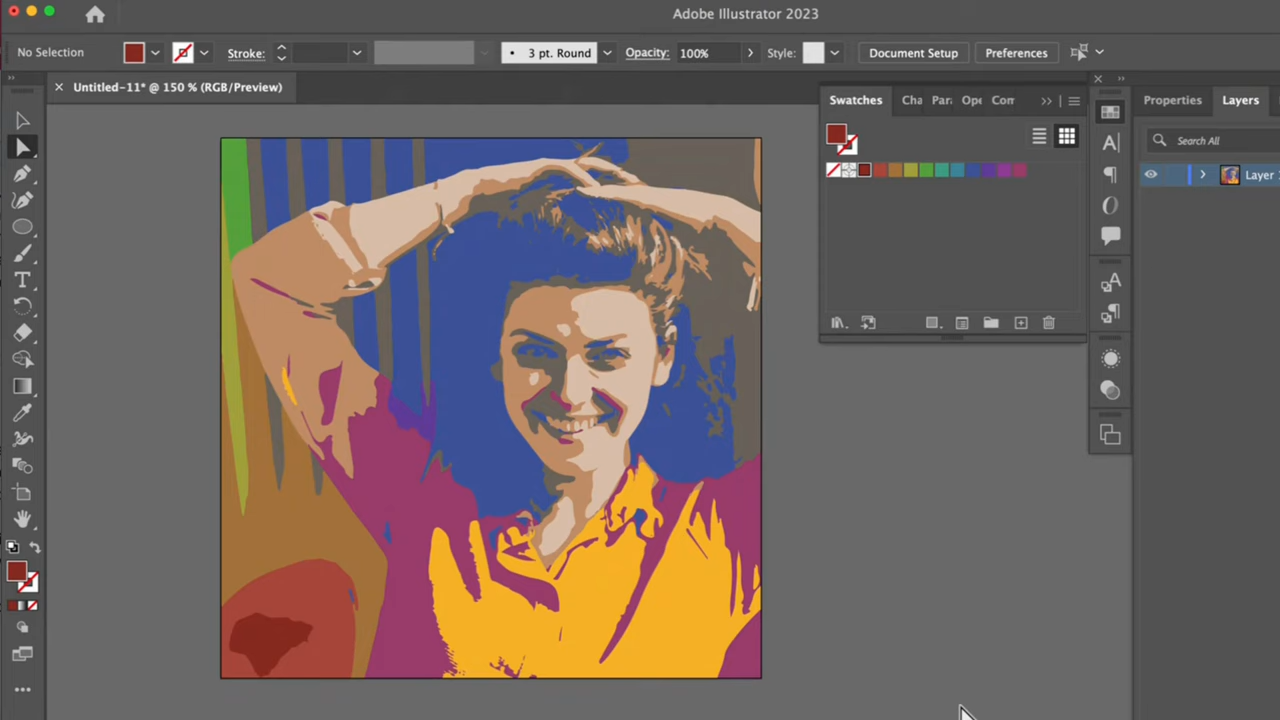 Adobe Illustrator 2023
No Selection
Stroke:
3 pt. Round
Opacity:
100%
Style:
Document Setup
Preferences
Untitled-11* @ 150 % (RGB/Preview)
Swatches
Cha
Par
Ope
Con
Properties
Layers
Search All
Layer